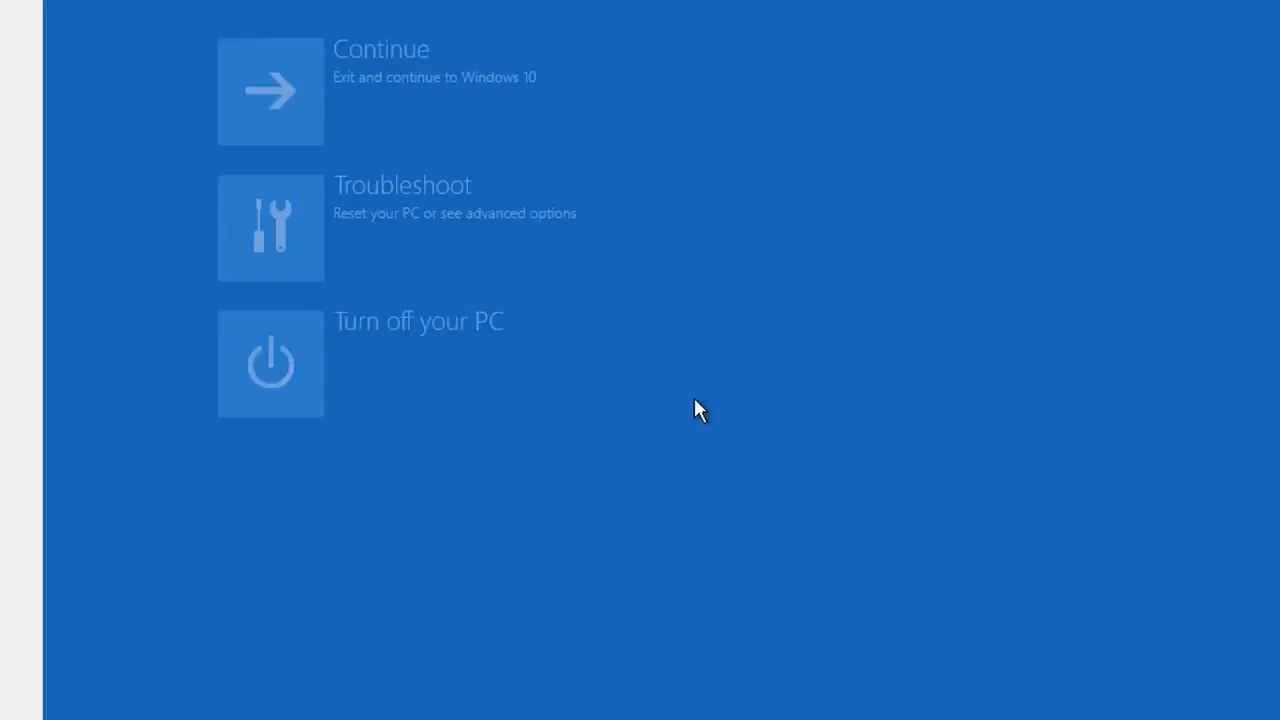 Continue
Exit and continue to Windows 10
Troubleshoot
Reset your PC or see advanced options
Turn off your PC